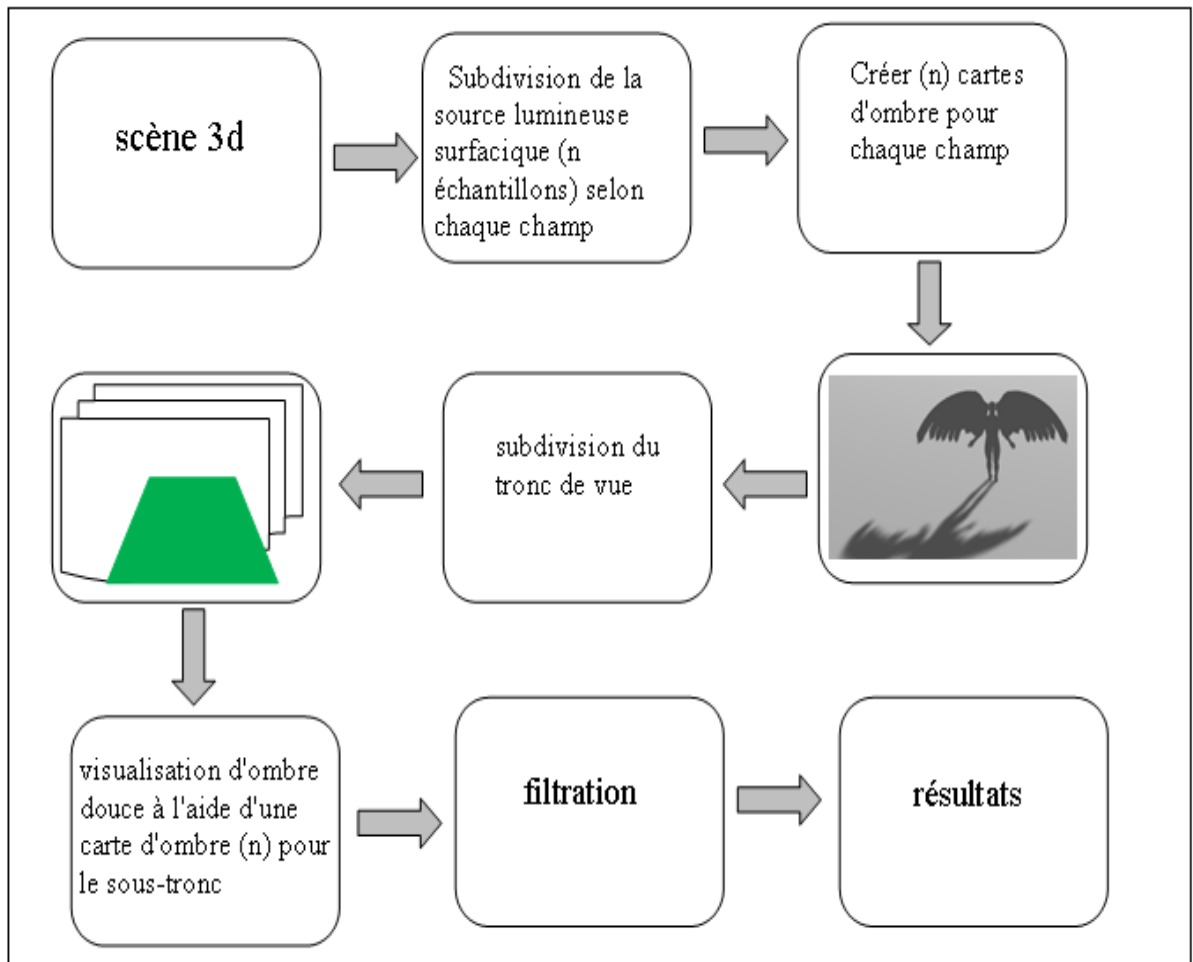 scène 3d
Subdivision de la
source lumineuse
surfacique (n
échantillons) selon
chaque champ
Créer (n) cartes
d'ombre pour
chaque champ
subdivision du
tronc de vue
visualisation d'ombre
douce à l'aide d'une
carte d'ombre (n) pour
le sous-tronc
filtration
résultats